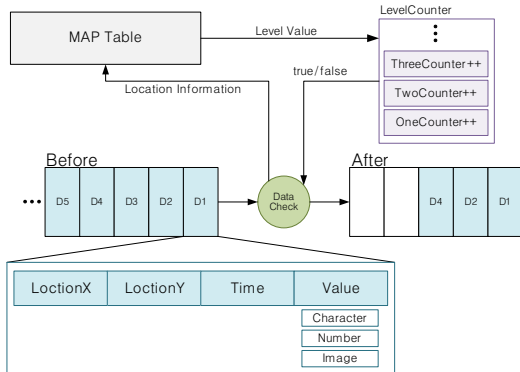 LevelCounter
MAP Table
Level Value
ThreeCounter++
true/false
Location Information
TwoCounter++
OneCounter++
Before
After
D5 D4 D3 D2 D1
Data
Check
D4 D2 D1
LoctionX LoctionY Time Value
Character
Number
Image